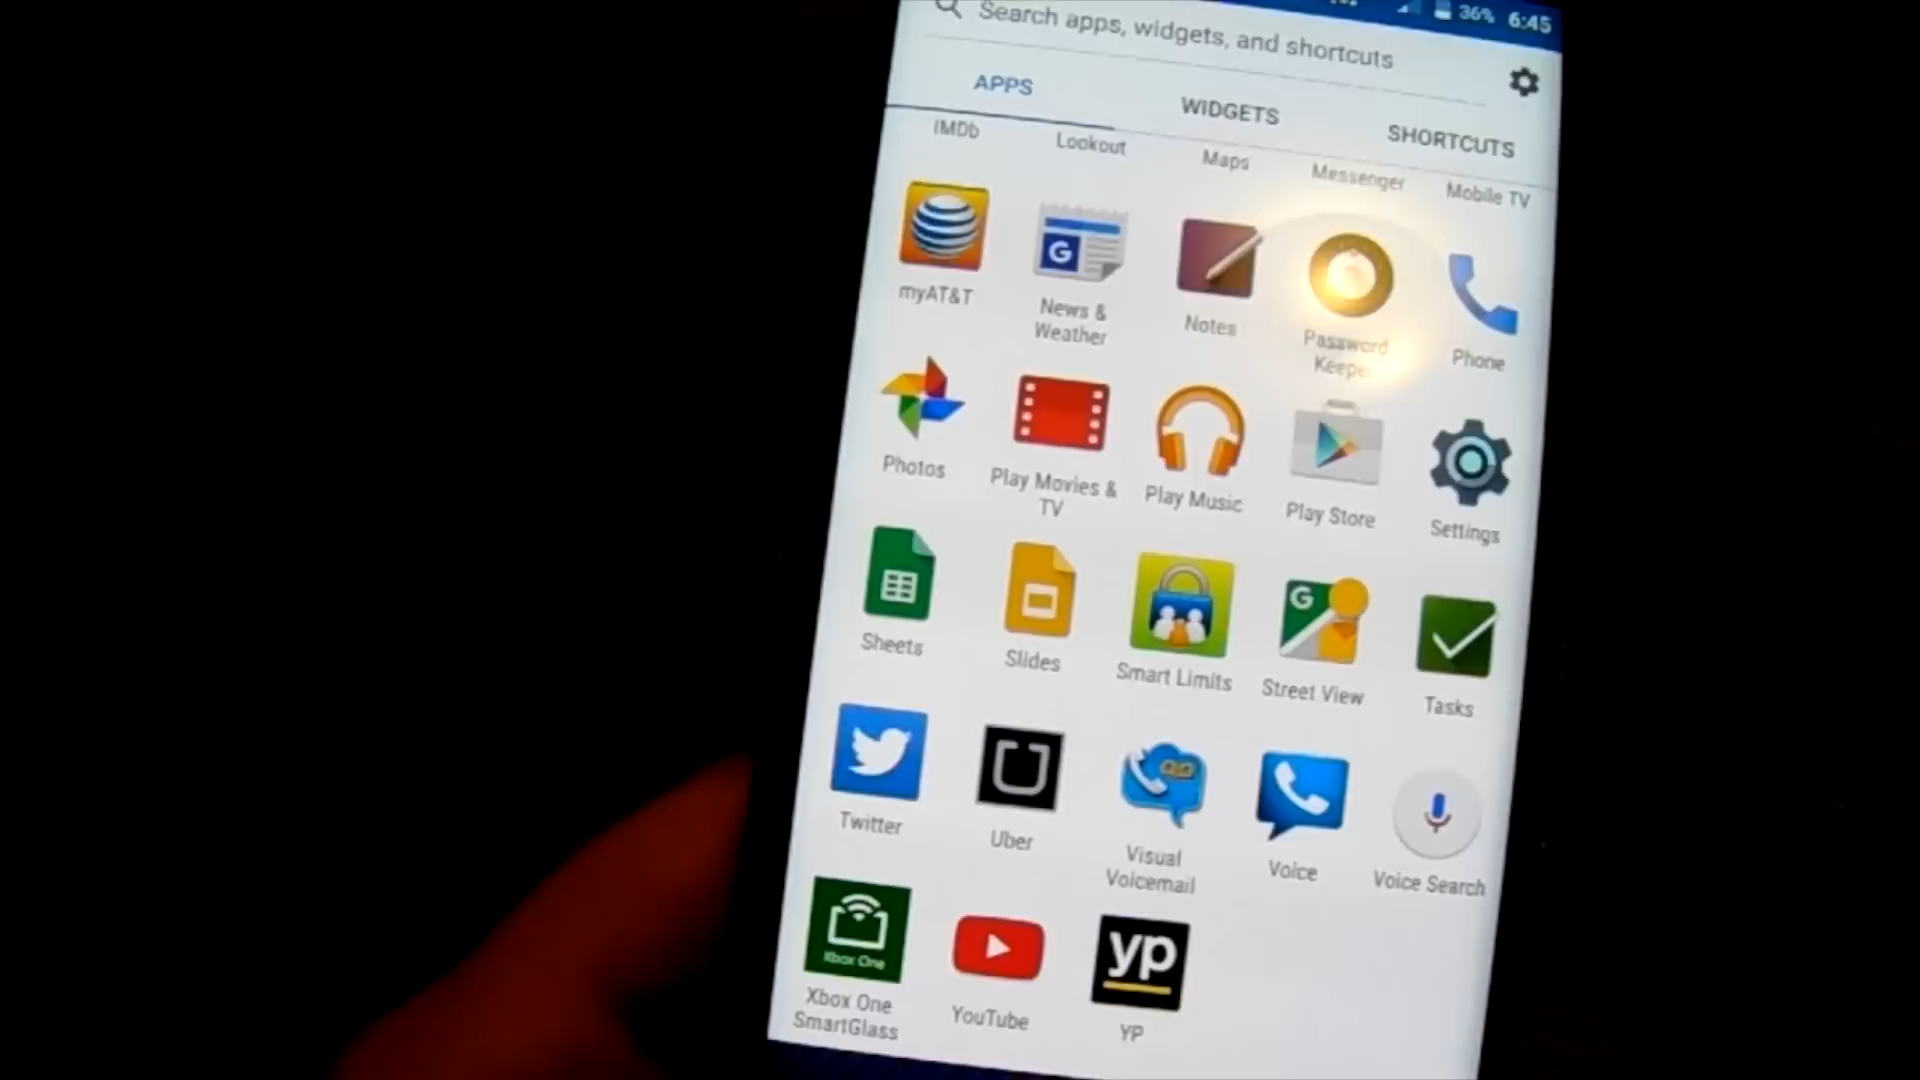 36% 6:45
Search apps, widgets, and shortcuts
APPS WIDGETS SHORTCUTS
IMDb Lookout Maps Messenger Mobile TV
G
myAT&T News & Weather Notes Password Keeper Phone
Photos Play Movies & TV Play Music Play Store Settings
G
Sheets Slides Smart Limits Street View Tasks
Twitter Uber Visual Voicemail Voice Voice Search
Xbox One
yp
Xbox One SmartGlass YouTube YP